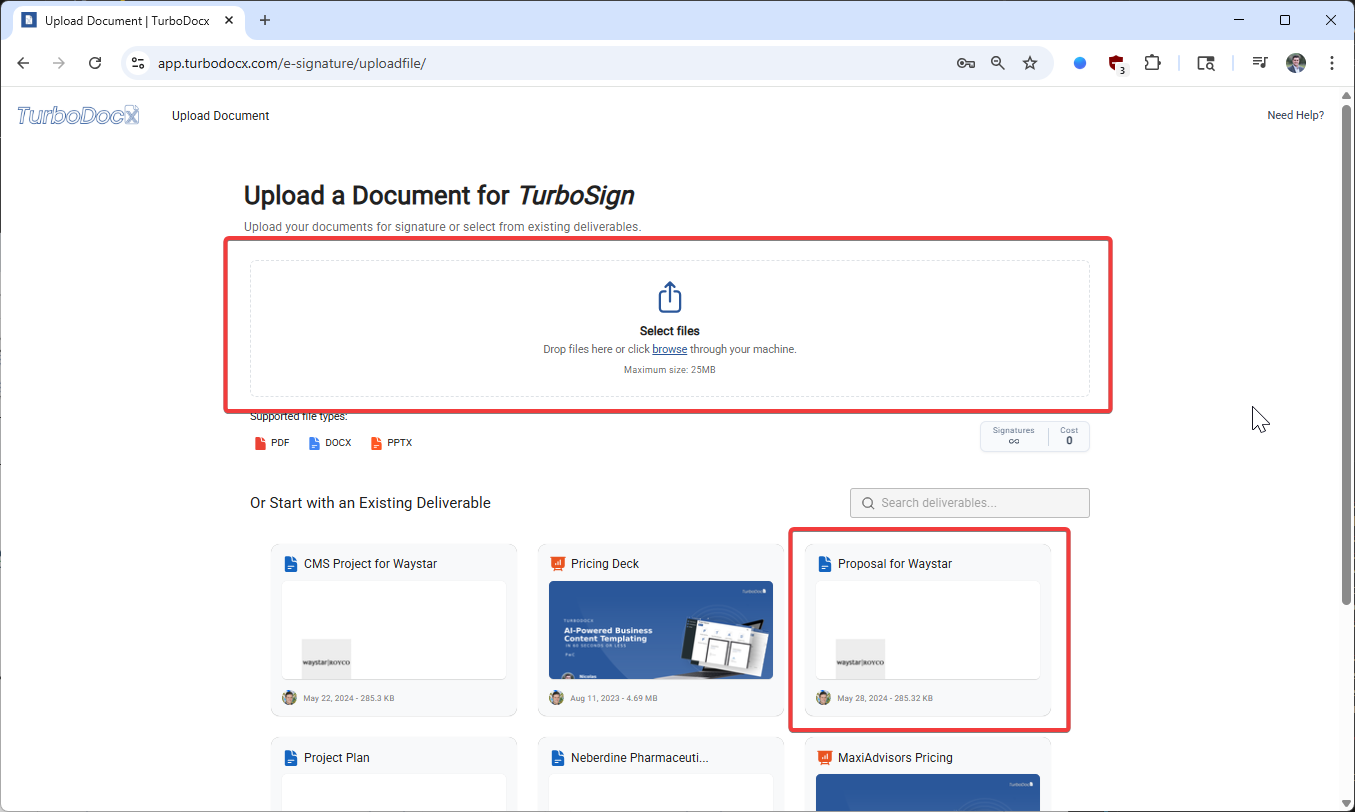 Upload Document | TurboDocx
app.turbodocx.com/e-signature/uploadfile/
3
TurboDocx
Upload Document
Need Help?
Upload a Document for TurboSign
Upload your documents for signature or select from existing deliverables.
Select files
Drop files here or click browse through your machine.
Maximum size: 25MB
Supported file types:
PDF
DOCX
PPTX
Signatures
∞
Cost
0
Or Start with an Existing Deliverable
Search deliverables...
CMS Project for Waystar
waystar|ROYCO
May 22, 2024 - 285.3 KB
Pricing Deck
TurboDocx
TURBODOCX
AI-Powered Business
Content Templating
IN 60 SECONDS OR LESS
Nicolas
Aug 11, 2023 - 4.69 MB
Proposal for Waystar
waystar|ROYCO
May 28, 2024 - 285.32 KB
Project Plan
Neberdine Pharmaceuti...
MaxiAdvisors Pricing
TurboDocx